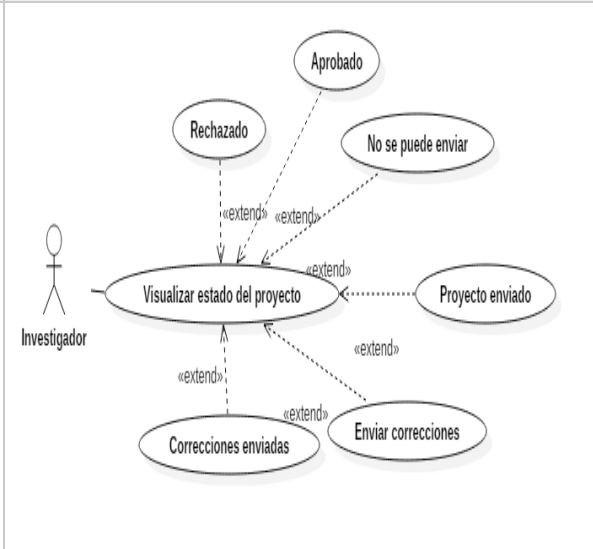 Aprobado
Rechazado
No se puede enviar
«extend»
«extend»
«extend»
Visualizar estado del proyecto
Proyecto enviado
Investigador
«extend»
«extend»
«extend»
Enviar correcciones
Correcciones enviadas